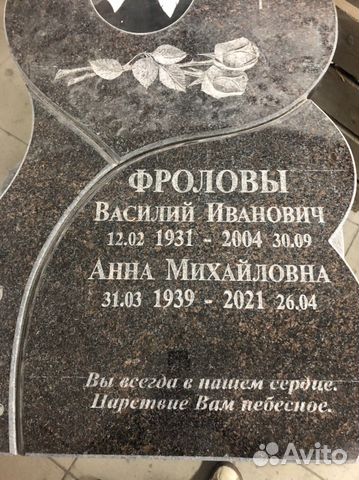 ФРОЛОВЫ
ВАСИЛИЙ ИВАНОВИЧ
12.02 1931 - 2004 30.09
АННА МИХАЙЛОВНА
31.03 1939 - 2021 26.04
Вы всегда в нашем сердце.
Царствие Вам небесное.
Avito